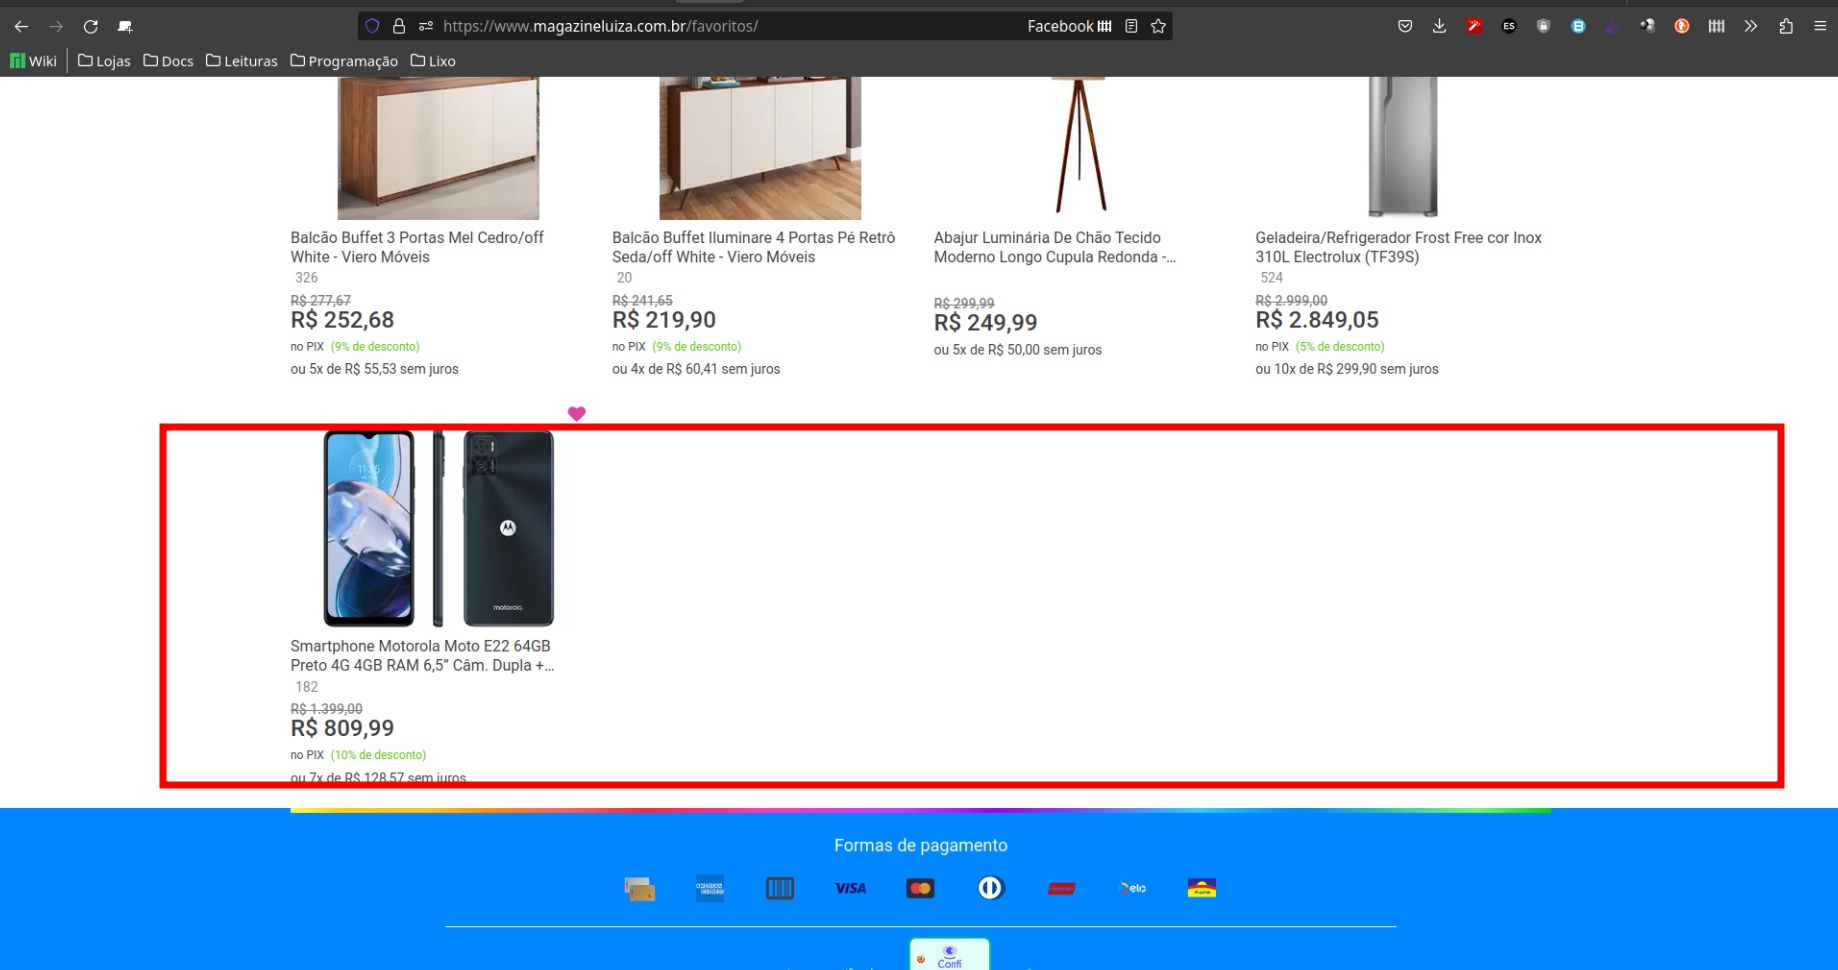 https://www.magazineluiza.com.br/favoritos/
Facebook
ES
Wiki
Lojas
Docs
Leituras
Programação
Lixo
Balcão Buffet 3 Portas Mel Cedro/off
White - Viero Móveis
326
R$ 277,67
R$ 252,68
no PIX (9% de desconto)
ou 5x de R$ 55,53 sem juros
Balcão Buffet Iluminare 4 Portas Pé Retrô
Seda/off White - Viero Móveis
20
R$ 241,65
R$ 219,90
no PIX (9% de desconto)
ou 4x de R$ 60,41 sem juros
Abajur Luminária De Chão Tecido
Moderno Longo Cupula Redonda -...
R$ 299,99
R$ 249,99
ou 5x de R$ 50,00 sem juros
Geladeira/Refrigerador Frost Free cor Inox
310L Electrolux (TF39S)
524
R$ 2.999,00
R$ 2.849,05
no PIX (5% de desconto)
ou 10x de R$ 299,90 sem juros
11:35
motorola
Smartphone Motorola Moto E22 64GB
Preto 4G 4GB RAM 6,5” Câm. Dupla +...
182
R$ 1.399,00
R$ 809,99
no PIX (10% de desconto)
ou 7x de R$ 128,57 sem juros
Formas de pagamento
AMERICAN EXPRESS
VISA
elo
Confi